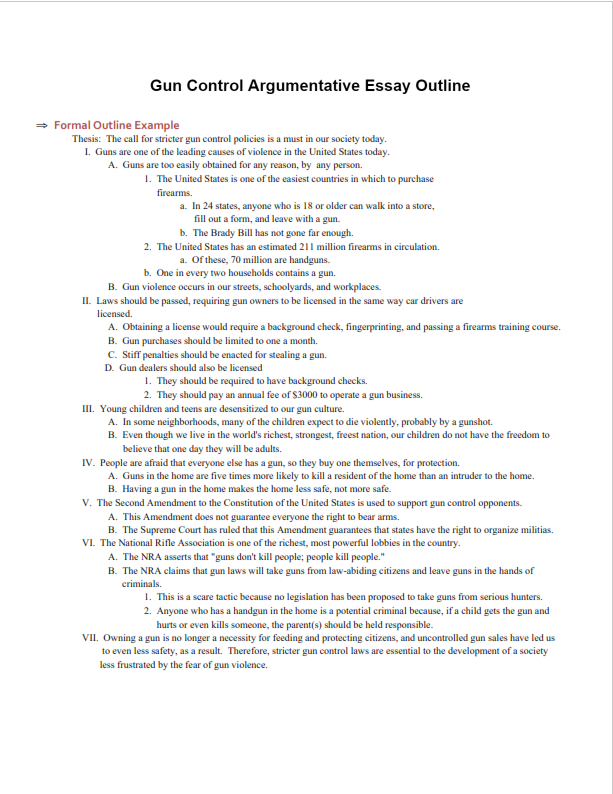 Gun Control Argumentative Essay Outline
⇒ Formal Outline Example
Thesis: The call for stricter gun control policies is a must in our society today.
I. Guns are one of the leading causes of violence in the United States today.
A. Guns are too easily obtained for any reason, by any person.
1. The United States is one of the easiest countries in which to purchase
firearms.
a. In 24 states, anyone who is 18 or older can walk into a store,
fill out a form, and leave with a gun.
b. The Brady Bill has not gone far enough.
2. The United States has an estimated 211 million firearms in circulation.
a. Of these, 70 million are handguns.
b. One in every two households contains a gun.
B. Gun violence occurs in our streets, schoolyards, and workplaces.
II. Laws should be passed, requiring gun owners to be licensed in the same way car drivers are
licensed.
A. Obtaining a license would require a background check, fingerprinting, and passing a firearms training course.
B. Gun purchases should be limited to one a month.
C. Stiff penalties should be enacted for stealing a gun.
D. Gun dealers should also be licensed
1. They should be required to have background checks.
2. They should pay an annual fee of $3000 to operate a gun business.
III. Young children and teens are desensitized to our gun culture.
A. In some neighborhoods, many of the children expect to die violently, probably by a gunshot.
B. Even though we live in the world's richest, strongest, freest nation, our children do not have the freedom to
believe that one day they will be adults.
IV. People are afraid that everyone else has a gun, so they buy one themselves, for protection.
A. Guns in the home are five times more likely to kill a resident of the home than an intruder to the home.
B. Having a gun in the home makes the home less safe, not more safe.
V. The Second Amendment to the Constitution of the United States is used to support gun control opponents.
A. This Amendment does not guarantee everyone the right to bear arms.
B. The Supreme Court has ruled that this Amendment guarantees that states have the right to organize militias.
VI. The National Rifle Association is one of the richest, most powerful lobbies in the country.
A. The NRA asserts that "guns don't kill people; people kill people."
B. The NRA claims that gun laws will take guns from law-abiding citizens and leave guns in the hands of
criminals.
1. This is a scare tactic because no legislation has been proposed to take guns from serious hunters.
2. Anyone who has a handgun in the home is a potential criminal because, if a child gets the gun and
hurts or even kills someone, the parent(s) should be held responsible.
VII. Owning a gun is no longer a necessity for feeding and protecting citizens, and uncontrolled gun sales have led us
to even less safety, as a result. Therefore, stricter gun control laws are essential to the development of a society
less frustrated by the fear of gun violence.